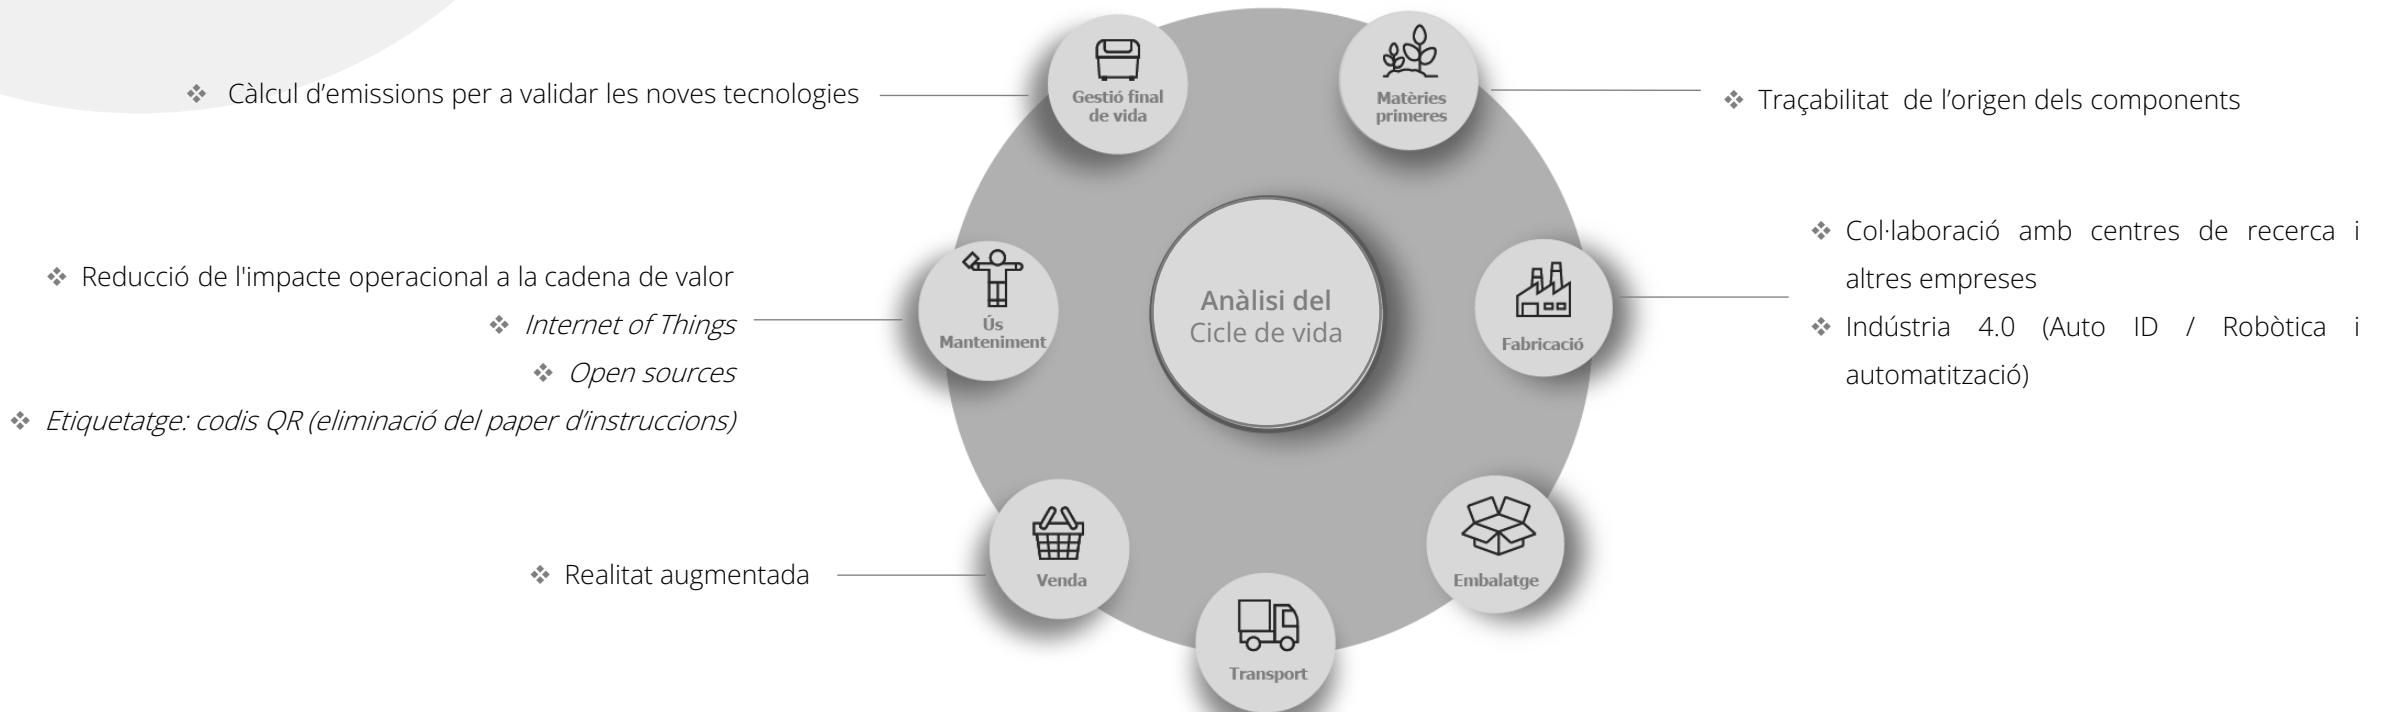 ❖ Càlcul d’emissions per a validar les noves tecnologies
Gestió final
de vida
Matèries
primeres
❖ Traçabilitat de l’origen dels components
❖ Col·laboració amb centres de recerca i
altres empreses
❖ Indústria 4.0 (Auto ID / Robòtica i
automatització)
❖ Reducció de l'impacte operacional a la cadena de valor
❖ Internet of Things
❖ Open sources
❖ Etiquetatge: codis QR (eliminació del paper d’instruccions)
Ús
Manteniment
Anàlisi del
Cicle de vida
Fabricació
❖ Realitat augmentada
Venda
Embalatge
Transport